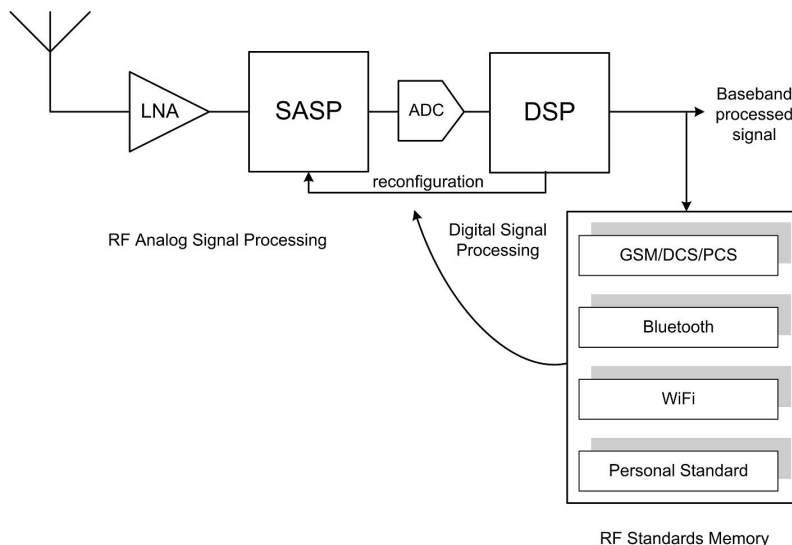 LNA
SASP
ADC
DSP
Baseband
processed
signal
reconfiguration
RF Analog Signal Processing
Digital Signal
Processing
GSM/DCS/PCS
Bluetooth
WiFi
Personal Standard
RF Standards Memory